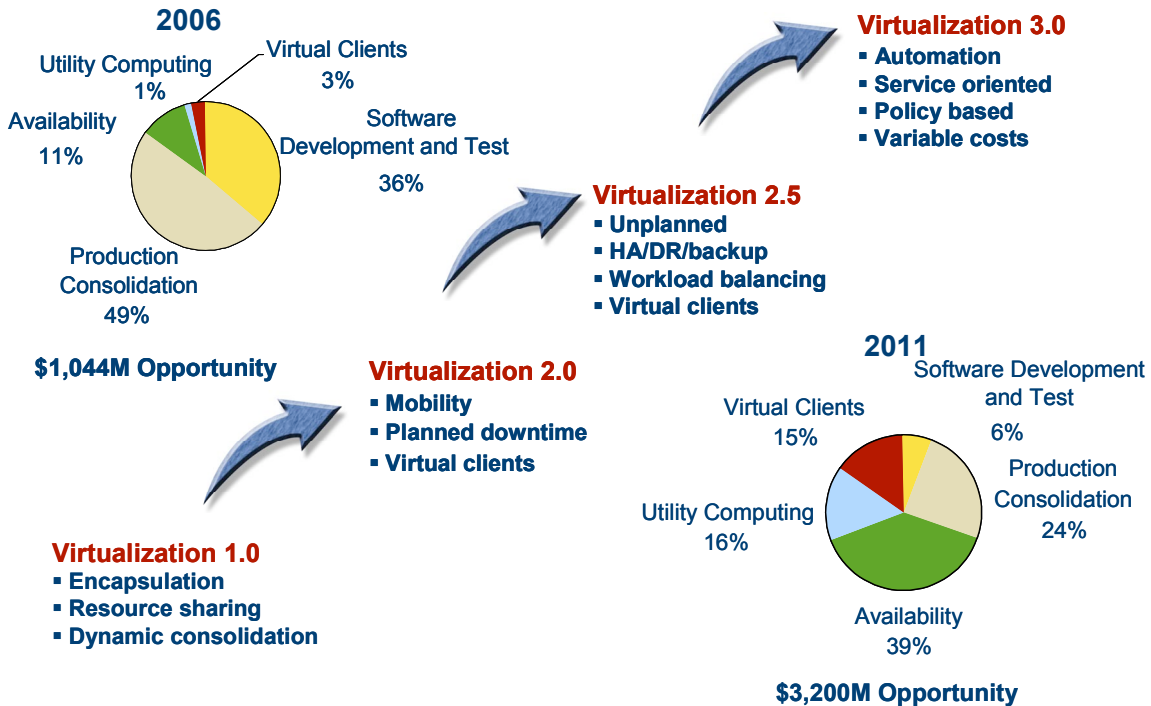 2006
Virtual Clients
3%
Utility Computing
1%
Availability
11%
Software
Development and Test
36%
Production
Consolidation
49%
$1,044M Opportunity
Virtualization 3.0
▪ Automation
▪ Service oriented
▪ Policy based
▪ Variable costs
Virtualization 2.5
▪ Unplanned
▪ HA/DR/backup
▪ Workload balancing
▪ Virtual clients
Virtualization 2.0
▪ Mobility
▪ Planned downtime
▪ Virtual clients
Virtualization 1.0
▪ Encapsulation
▪ Resource sharing
▪ Dynamic consolidation
2011
Software Development
and Test
6%
Virtual Clients
15%
Production
Consolidation
24%
Utility Computing
16%
Availability
39%
$3,200M Opportunity